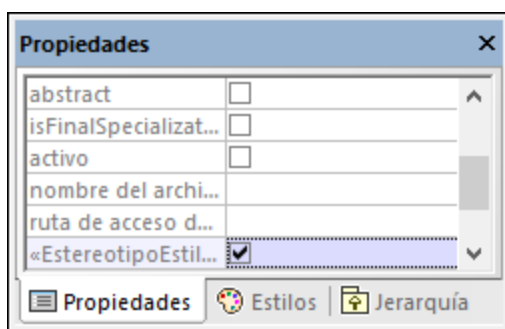 Propiedades
abstract
isFinalSpecializat...
activo
nombre del archi...
ruta de acceso d...
«EstereotipoEstil...
Propiedades Estilos Jerarquía